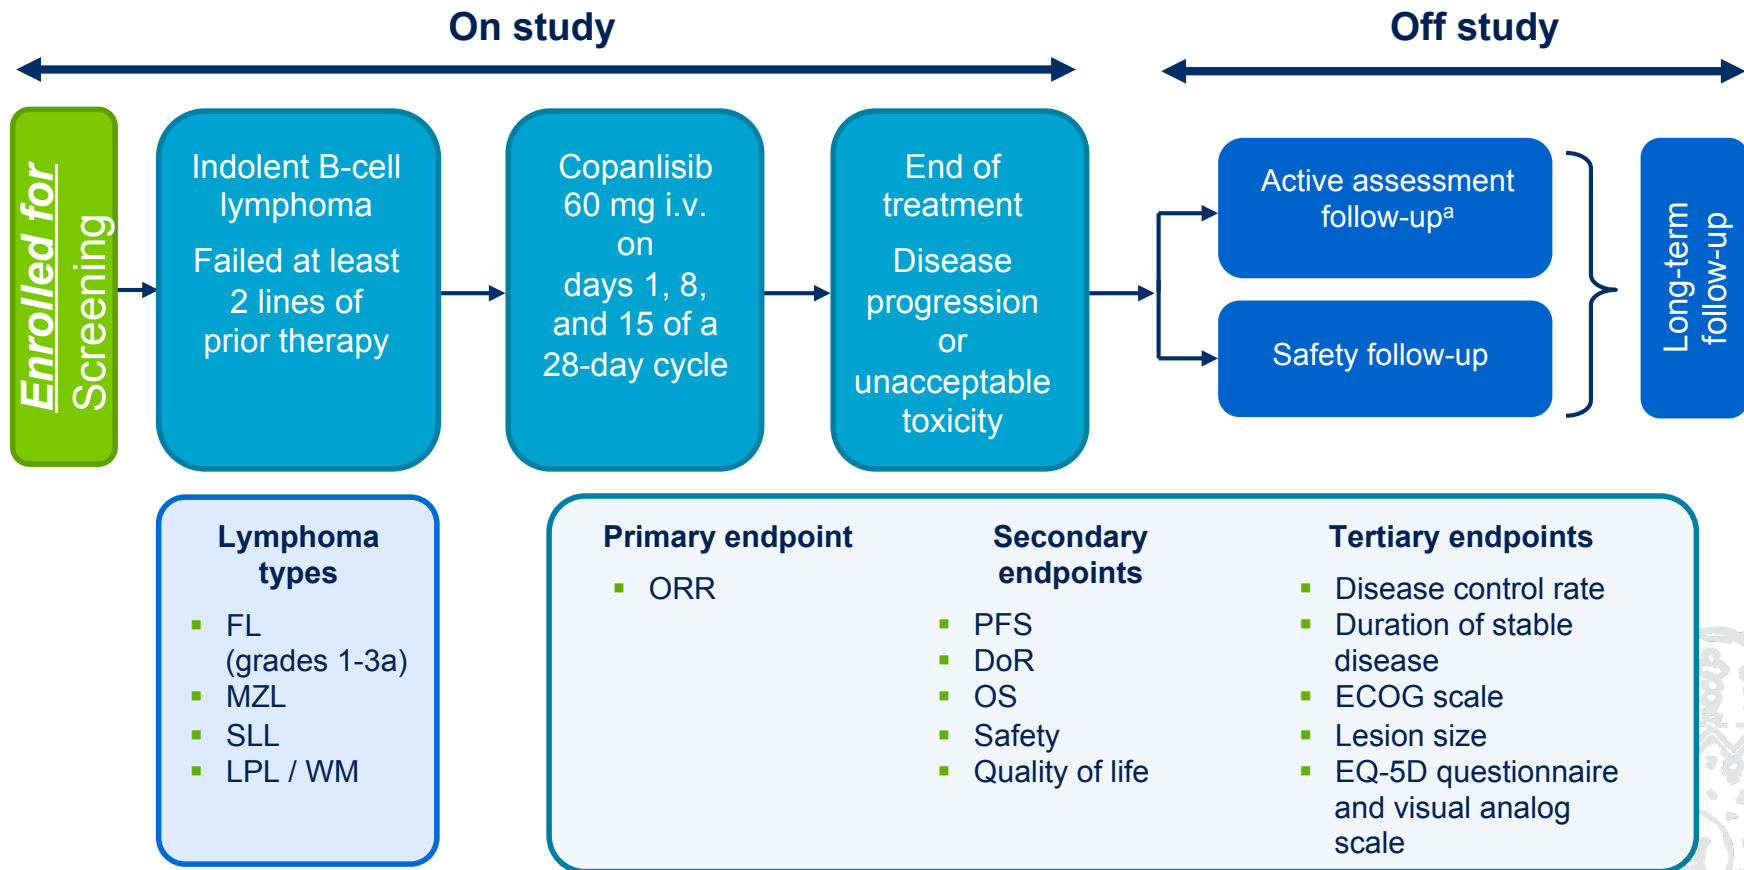 On study
Off study
Enrolled for
Screening
Indolent B-cell
lymphoma
Failed at least
2 lines of
prior therapy
Copanlisib
60 mg i.v.
on
days 1, 8,
and 15 of a
28-day cycle
End of
treatment
Disease
progression
or
unacceptable
toxicity
Active assessment
follow-upᵃ
Safety follow-up
Long-term
follow-up
Lymphoma
types
▪ FL
(grades 1-3a)
▪ MZL
▪ SLL
▪ LPL / WM
Primary endpoint
▪ ORR
Secondary
endpoints
▪ PFS
▪ DoR
▪ OS
▪ Safety
▪ Quality of life
Tertiary endpoints
▪ Disease control rate
▪ Duration of stable
disease
▪ ECOG scale
▪ Lesion size
▪ EQ-5D questionnaire
and visual analog
scale